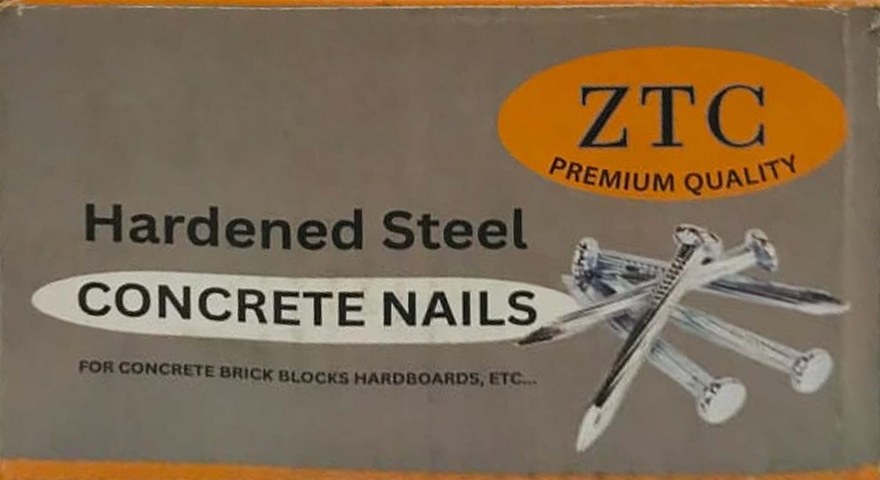 ZTC
PREMIUM QUALITY
Hardened Steel
CONCRETE NAILS
FOR CONCRETE BRICK BLOCKS HARDBOARDS, ETC...